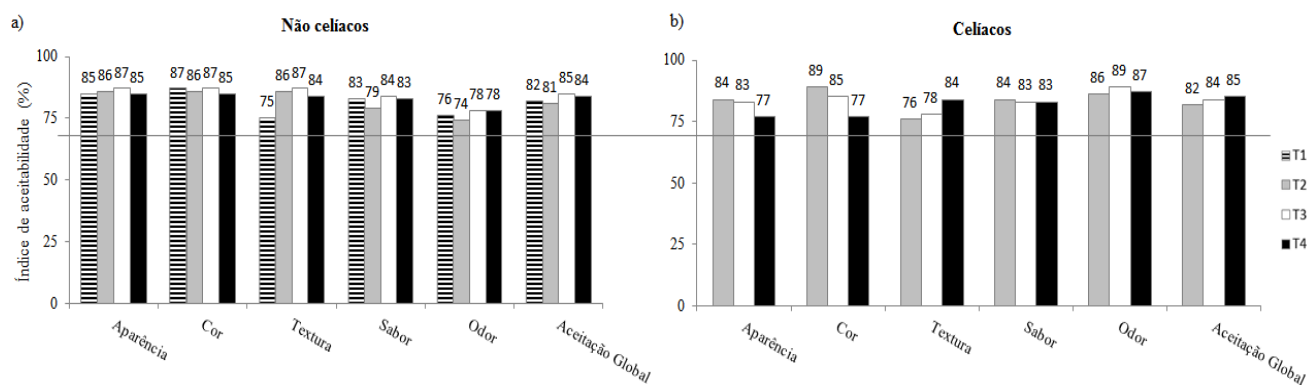 a)
Não celíacos
Índice de aceitabilidade (%)
100
75
50
25
0
85 86 87 85
87 86 87 85
75 86 87 84
83 79 84 83
76 74 78 78
82 81 85 84
Aparência
Cor
Textura
Sabor
Odor
Aceitação Global
b)
Celíacos
100
75
50
25
0
84 83 77
89 85 77
76 78 84
84 83 83
86 89 87
82 84 85
Aparência
Cor
Textura
Sabor
Odor
Aceitação Global
T1
T2
T3
T4